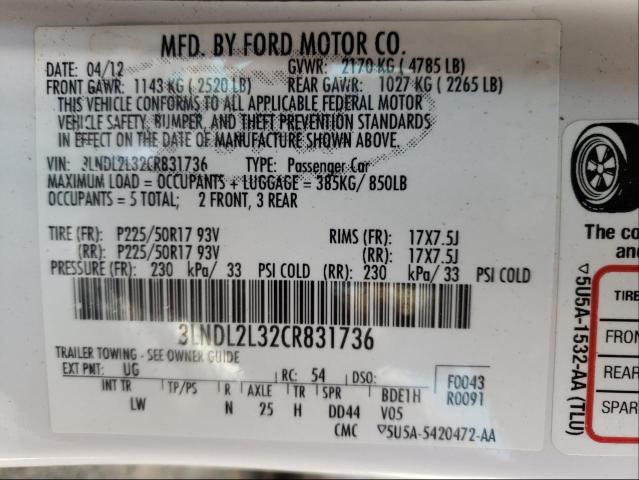 MFD. BY FORD MOTOR CO.
DATE: 04/12 GVWR: 2170 KG ( 4785 LB)
FRONT GAWR: 1143 KG ( 2520 LB) REAR GAWR: 1027 KG ( 2265 LB)
THIS VEHICLE CONFORMS TO ALL APPLICABLE FEDERAL MOTOR
VEHICLE SAFETY, BUMPER, AND THEFT PREVENTION STANDARDS
IN EFFECT ON THE DATE OF MANUFACTURE SHOWN ABOVE.
VIN: 3LNDL2L32CR831736 TYPE: Passenger Car
MAXIMUM LOAD = OCCUPANTS + LUGGAGE = 385KG/ 850LB
OCCUPANTS = 5 TOTAL; 2 FRONT, 3 REAR
TIRE (FR): P225/50R17 93V RIMS (FR): 17X7.5J
(RR): P225/50R17 93V (RR): 17X7.5J
PRESSURE (FR): 230 kPa/ 33 PSI COLD (RR): 230 kPa/ 33 PSI COLD
3LNDL2L32CR831736
TRAILER TOWING - SEE OWNER GUIDE
EXT PNT: UG RC: 54 DSO: F0043
R0091
INT TR TP/PS R AXLE TR SPR BDE1H
LW N 25 H DD44 V05
CMC ▽5U5A-5420472-AA
The co
and
▽5U5A-1532-AA (TLU)
TIRE
FRON
REAR
SPAR